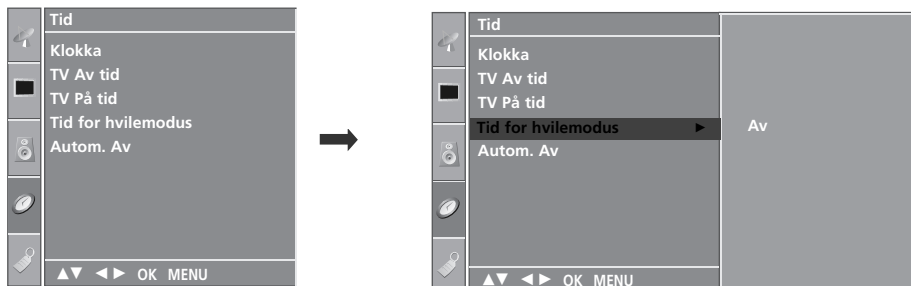 Tid
Klokka
TV Av tid
TV På tid
Tid for hvilemodus
Autom. Av
▲▼ ◄► OK MENU
Tid
Klokka
TV Av tid
TV På tid
Tid for hvilemodus ► Av
Autom. Av
▲▼ ◄► OK MENU